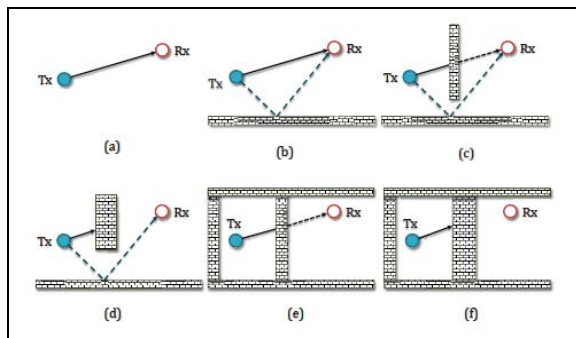 Tx Rx
(a)
Tx Rx
(b)
Tx Rx
(c)
Tx Rx
(d)
Tx Rx
(e)
Tx Rx
(f)